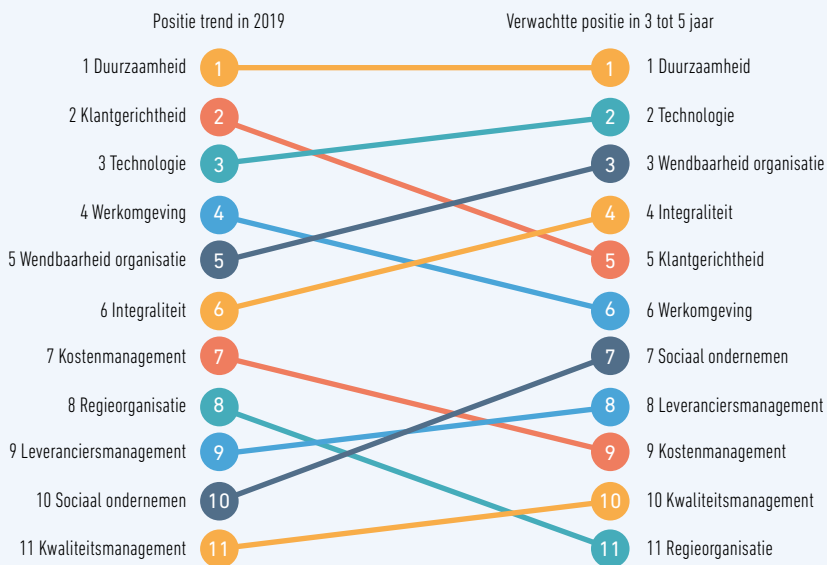 Positie trend in 2019
Verwachtte positie in 3 tot 5 jaar
1 Duurzaamheid 1 1 1 Duurzaamheid
2 Klantgerichtheid 2 2 2 Technologie
3 Technologie 3 3 3 Wendbaarheid organisatie
4 Werkomgeving 4 4 4 Integraliteit
5 Wendbaarheid organisatie 5 5 5 Klantgerichtheid
6 Integraliteit 6 6 6 Werkomgeving
7 Kostenmanagement 7 7 7 Sociaal ondernemen
8 Regieorganisatie 8 8 8 Leveranciersmanagement
9 Leveranciersmanagement 9 9 9 Kostenmanagement
10 Sociaal ondernemen 10 10 10 Kwaliteitsmanagement
11 Kwaliteitsmanagement 11 11 11 Regieorganisatie